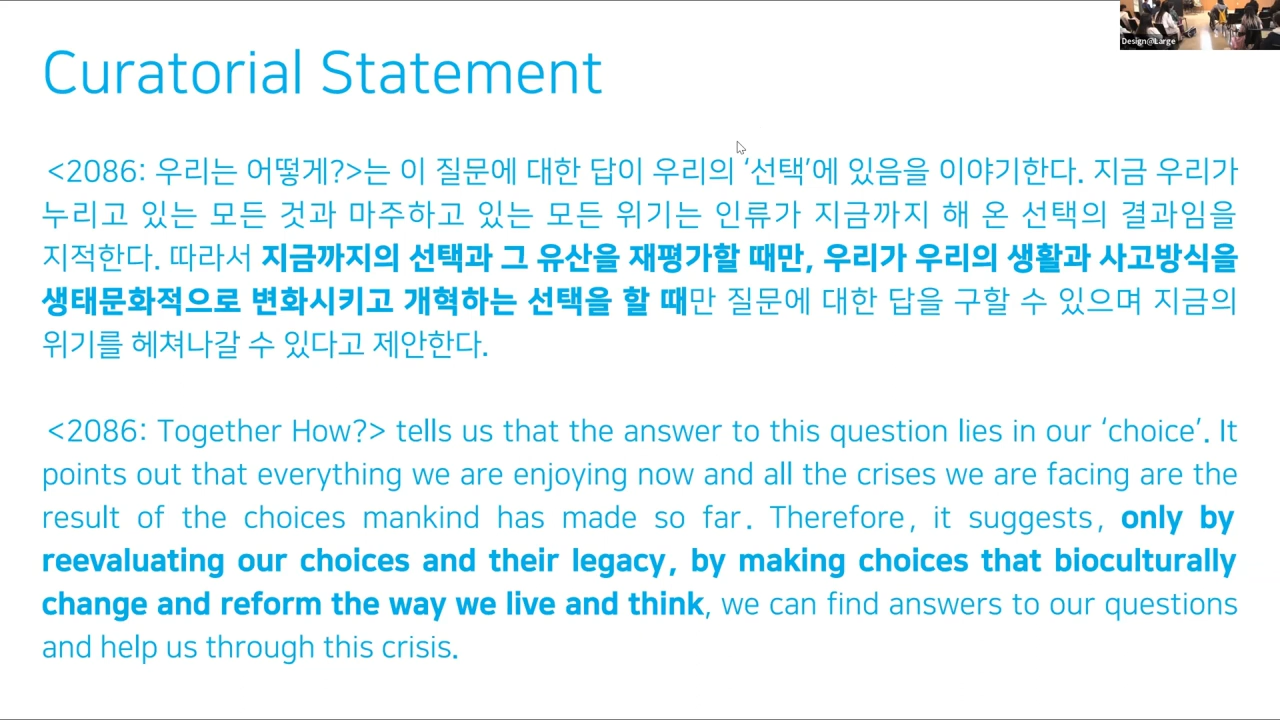 Design@Large
Curatorial Statement
<2086: 우리는 어떻게?>는 이 질문에 대한 답이 우리의 ‘선택’에 있음을 이야기한다. 지금 우리가
누리고 있는 모든 것과 마주하고 있는 모든 위기는 인류가 지금까지 해 온 선택의 결과임을
지적한다. 따라서 지금까지의 선택과 그 유산을 재평가할 때만, 우리가 우리의 생활과 사고방식을
생태문화적으로 변화시키고 개혁하는 선택을 할 때만 질문에 대한 답을 구할 수 있으며 지금의
위기를 헤쳐나갈 수 있다고 제안한다.
<2086: Together How?> tells us that the answer to this question lies in our ‘choice’. It
points out that everything we are enjoying now and all the crises we are facing are the
result of the choices mankind has made so far. Therefore, it suggests, only by
reevaluating our choices and their legacy, by making choices that bioculturally
change and reform the way we live and think, we can find answers to our questions
and help us through this crisis.